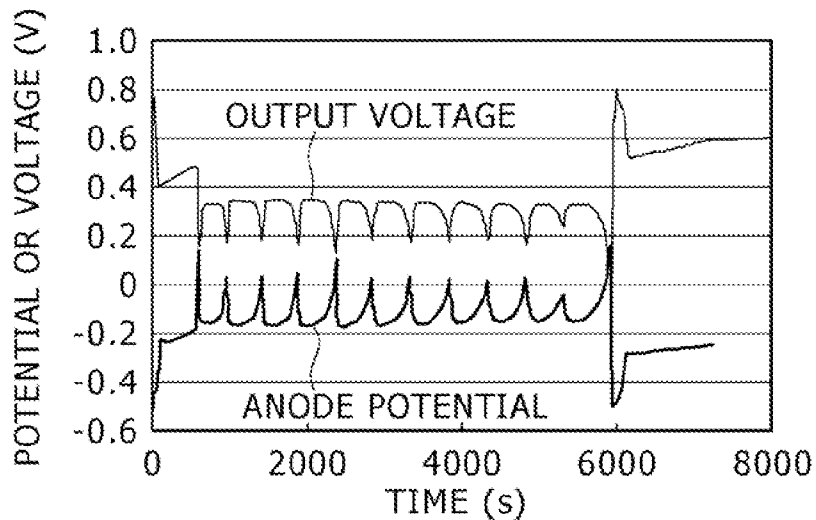 POTENTIAL OR VOLTAGE (V)
1.0
0.8
0.6
0.4
0.2
0
-0.2
-0.4
-0.6
OUTPUT VOLTAGE
ANODE POTENTIAL
0 2000 4000 6000 8000
TIME (s)